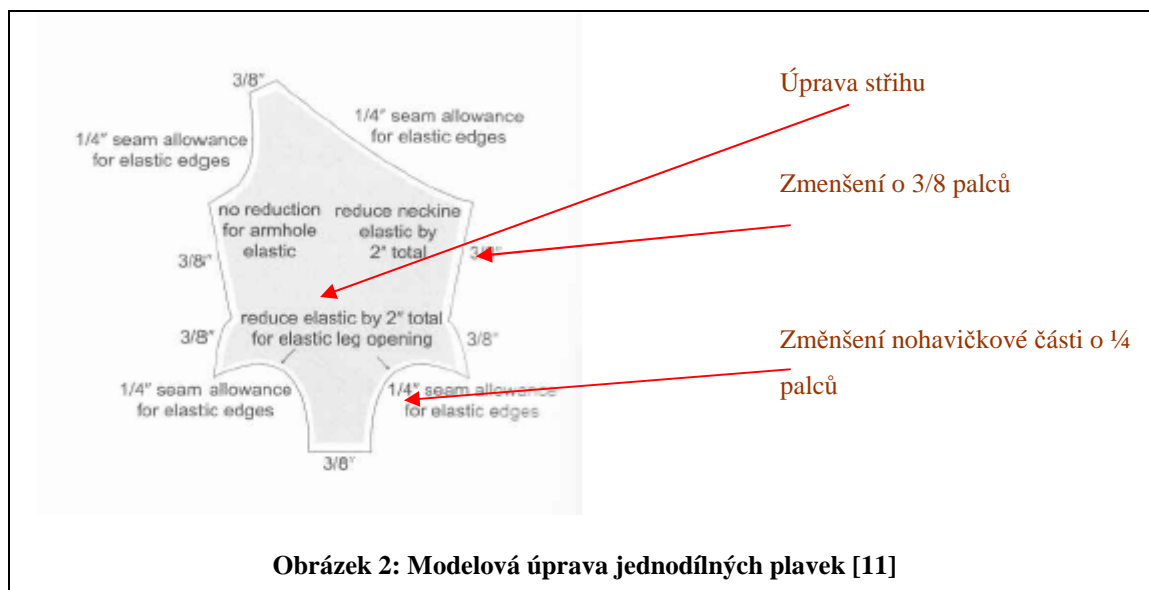 3/8"
1/4" seam allowance
for elastic edges
1/4" seam allowance
for elastic edges
no reduction
for armhole
elastic
reduce neckine
elastic by
2" total
3/8"
3/8"
reduce elastic by 2" total
for elastic leg opening
3/8"
3/8"
1/4" seam allowance
for elastic edges
1/4" seam allowance
for elastic edges
3/8"
Úprava střihu
Zmenšení o 3/8 palců
Změnšení nohavičkové části o ¼
palců
Obrázek 2: Modelová úprava jednodílných plavek [11]